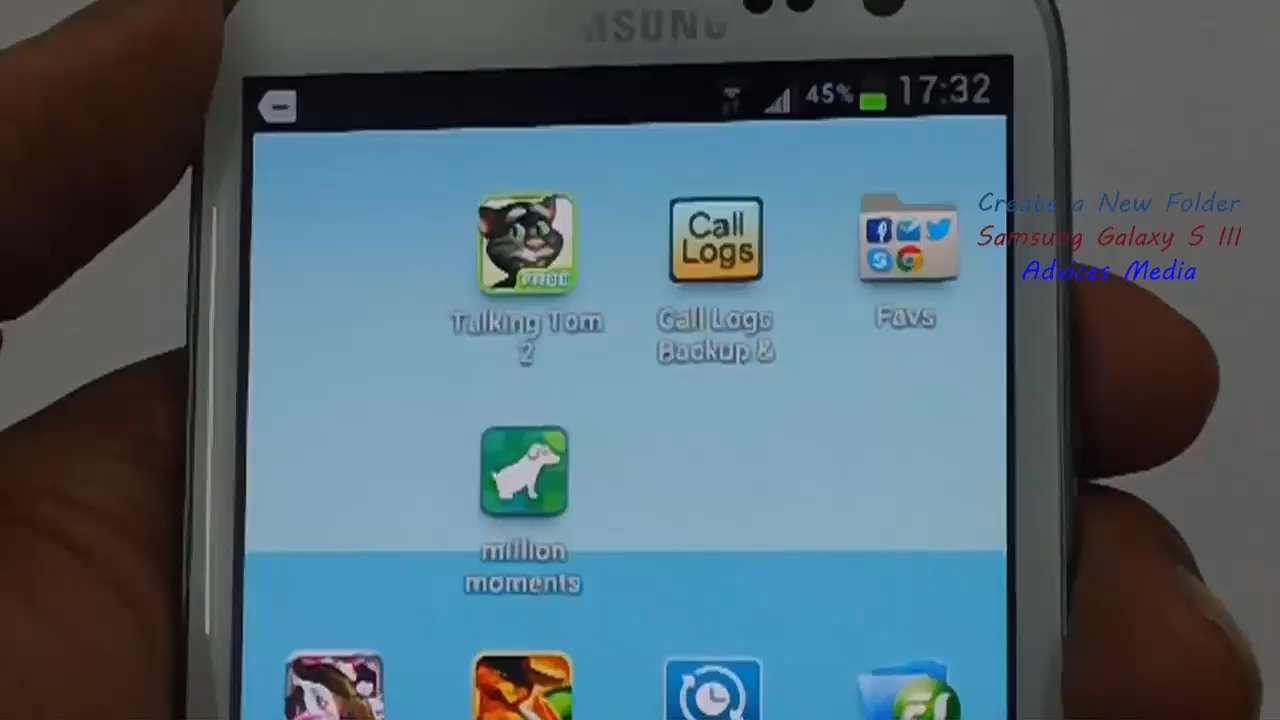 SAMSUNG
45% 17:32
Create a New Folder
Samsung Galaxy S III
Advices Media
Call
Logs
Talking Tom
2
Call Logs
Backup &
Favs
million
moments